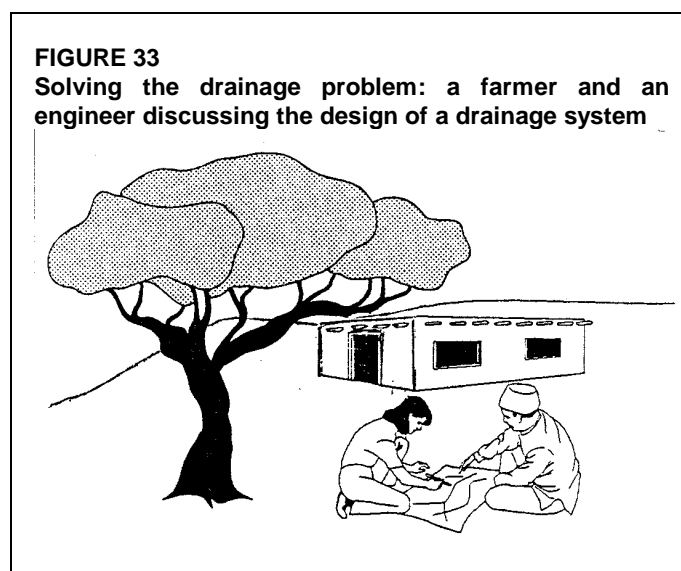 FIGURE 33
Solving the drainage problem: a farmer and an
engineer discussing the design of a drainage system